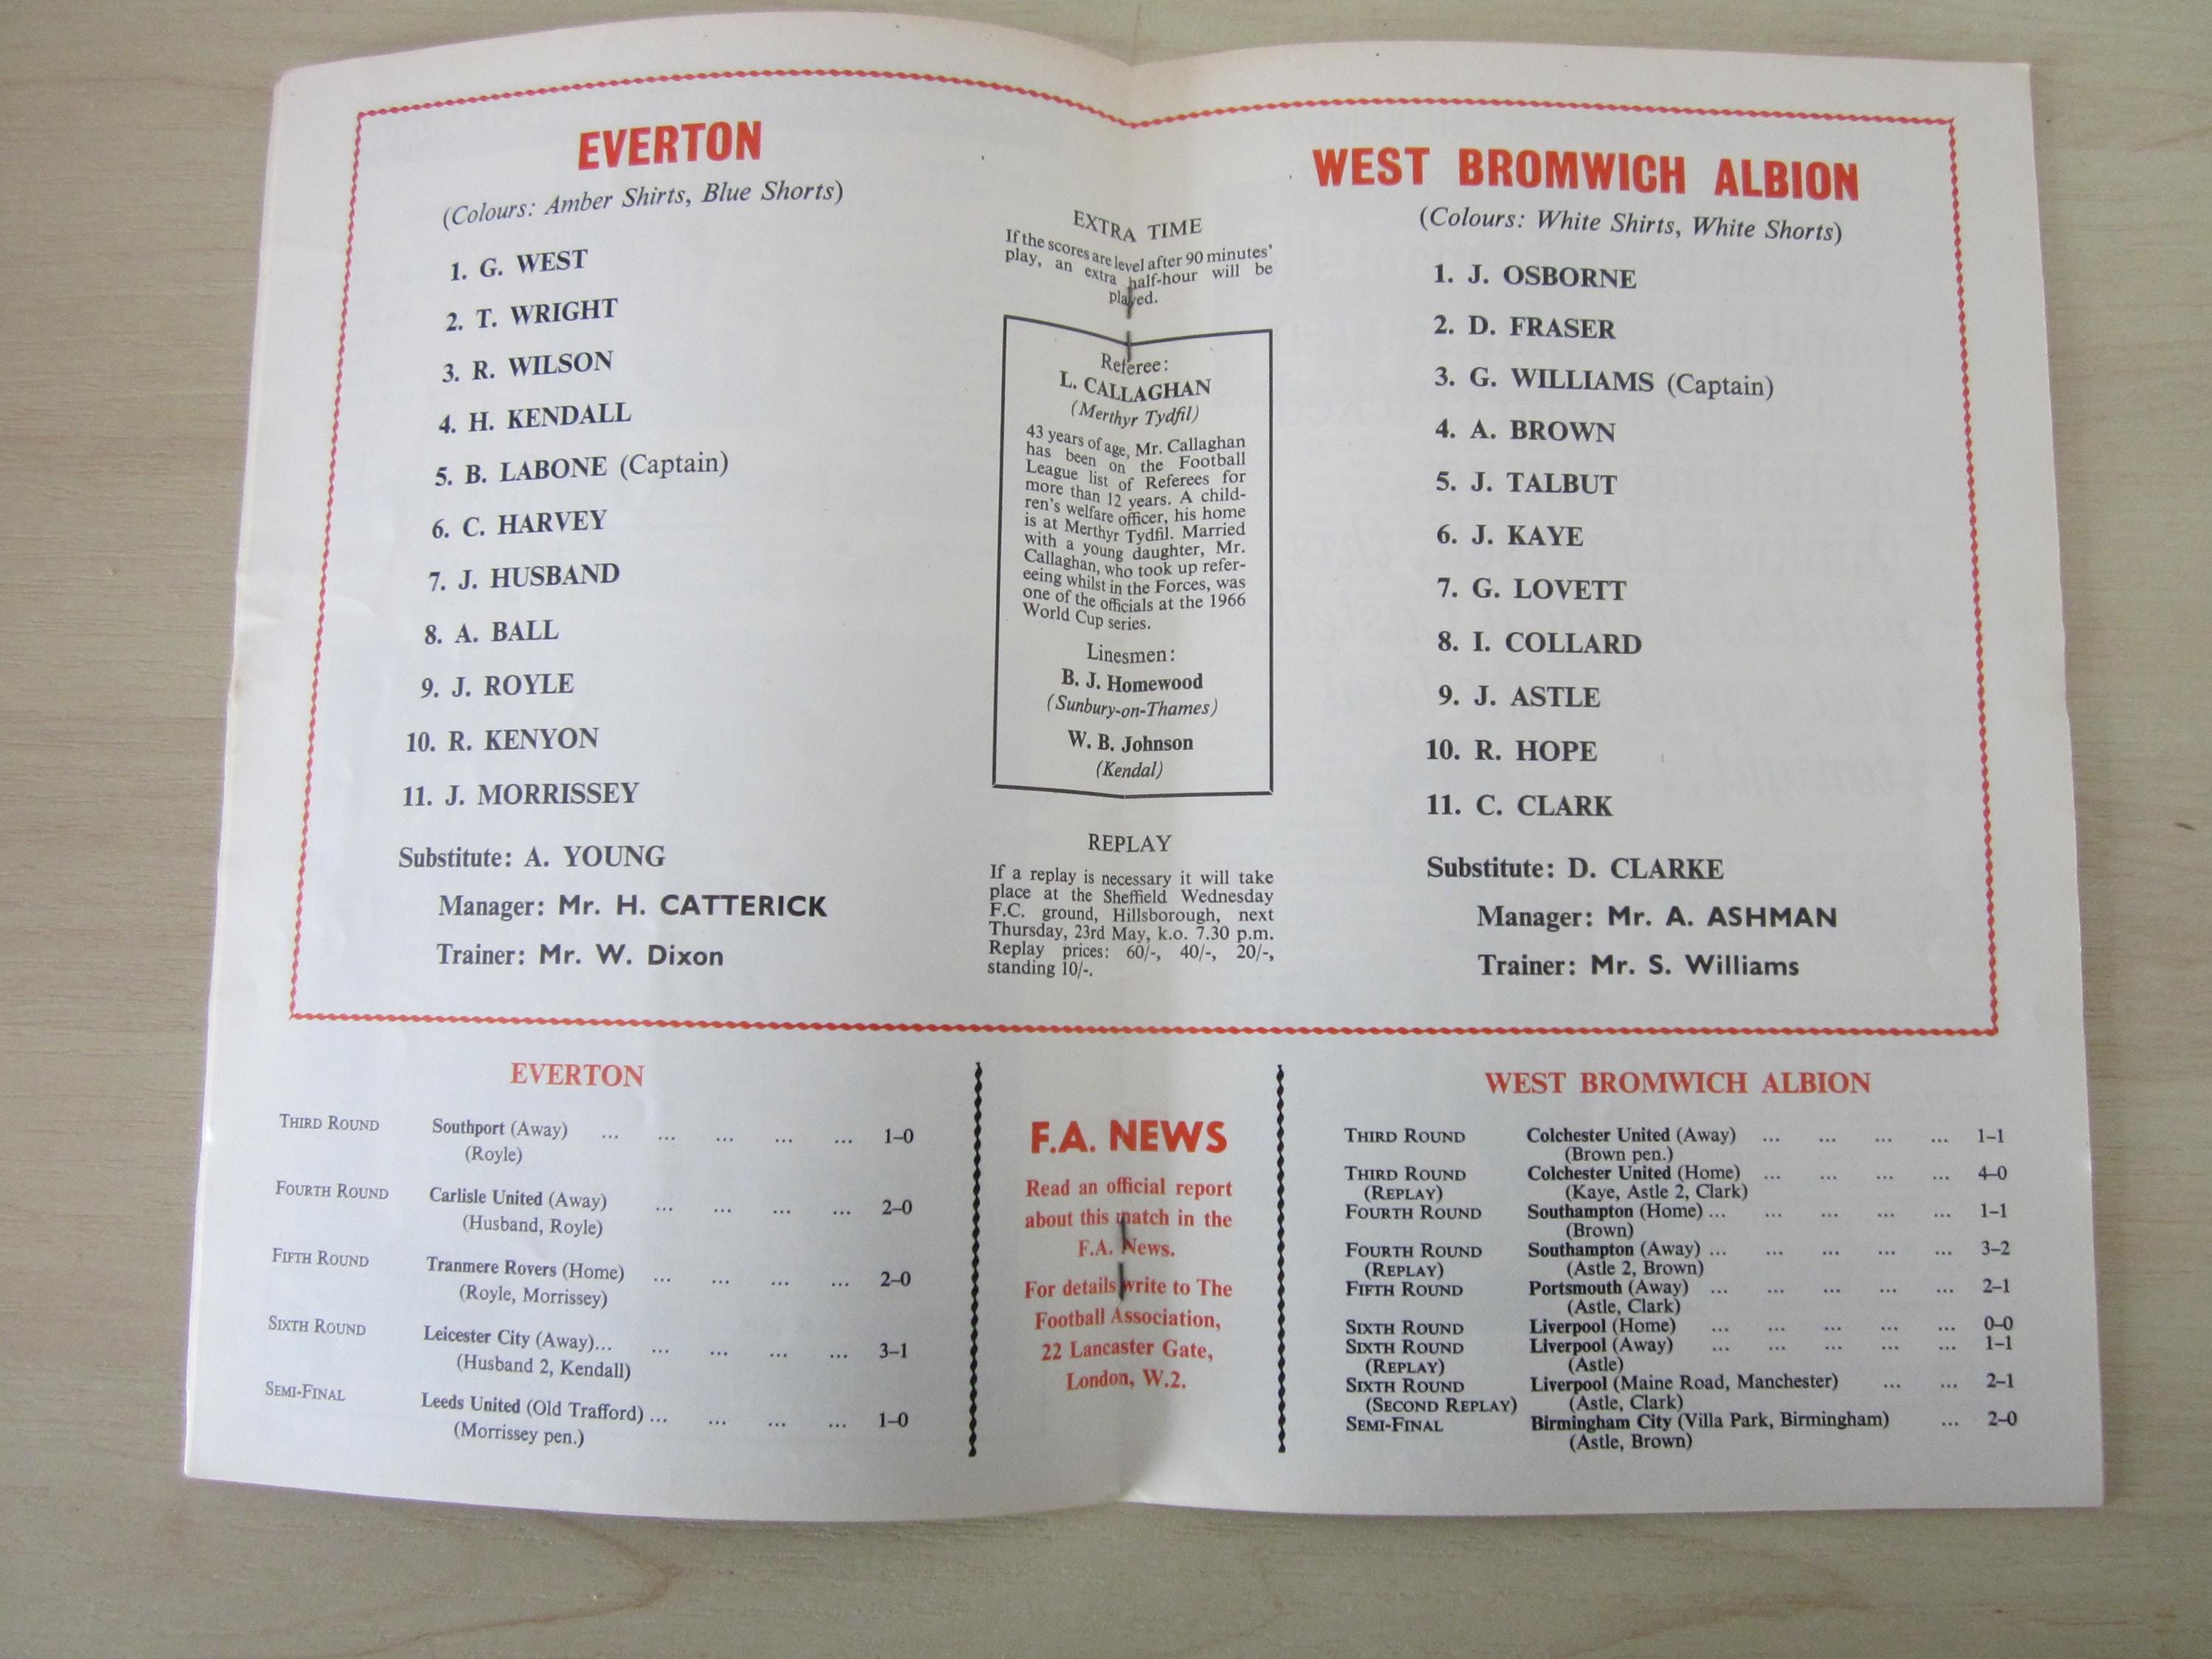 EVERTON
(Colours: Amber Shirts, Blue Shorts)
1. G. WEST
2. T. WRIGHT
3. R. WILSON
4. H. KENDALL
5. B. LABONE (Captain)
6. C. HARVEY
7. J. HUSBAND
8. A. BALL
9. J. ROYLE
10. R. KENYON
11. J. MORRISSEY
Substitute: A. YOUNG
Manager: Mr. H. CATTERICK
Trainer: Mr. W. Dixon
EXTRA TIME
If the scores are level after 90 minutes'
play, an extra half-hour will be
played.
Referee:
L. CALLAGHAN
(Merthyr Tydfil)
43 years of age, Mr. Callaghan
has been on the Football
League list of Referees for
more than 12 years. A child-
ren's welfare officer, his home
is at Merthyr Tydfil. Married
with a young daughter, Mr.
Callaghan, who took up refer-
eeing whilst in the Forces, was
one of the officials at the 1966
World Cup series.
Linesmen:
B. J. Homewood
(Sunbury-on-Thames)
W. B. Johnson
(Kendal)
REPLAY
If a replay is necessary it will take
place at the Sheffield Wednesday
F.C. ground, Hillsborough, next
Thursday, 23rd May, k.o. 7.30 p.m.
Replay prices: 60/-, 40/-, 20/-,
standing 10/-.
WEST BROMWICH ALBION
(Colours: White Shirts, White Shorts)
1. J. OSBORNE
2. D. FRASER
3. G. WILLIAMS (Captain)
4. A. BROWN
5. J. TALBUT
6. J. KAYE
7. G. LOVETT
8. I. COLLARD
9. J. ASTLE
10. R. HOPE
11. C. CLARK
Substitute: D. CLARKE
Manager: Mr. A. ASHMAN
Trainer: Mr. S. Williams
EVERTON
THIRD ROUND Southport (Away) ... ... ... ... ... 1–0
(Royle)
FOURTH ROUND Carlisle United (Away) ... ... ... ... 2–0
(Husband, Royle)
FIFTH ROUND Tranmere Rovers (Home) ... ... ... ... 2–0
(Royle, Morrissey)
SIXTH ROUND Leicester City (Away)... ... ... ... ... 3–1
(Husband 2, Kendall)
SEMI-FINAL Leeds United (Old Trafford) ... ... ... ... 1–0
(Morrissey pen.)
F.A. NEWS
Read an official report
about this match in the
F.A. News.
For details write to The
Football Association,
22 Lancaster Gate,
London, W.2.
WEST BROMWICH ALBION
THIRD ROUND Colchester United (Away) ... ... ... ... 1–1
(Brown pen.)
THIRD ROUND Colchester United (Home) ... ... ... ... 4–0
(REPLAY) (Kaye, Astle 2, Clark)
FOURTH ROUND Southampton (Home) ... ... ... ... ... 1–1
(Brown)
FOURTH ROUND Southampton (Away) ... ... ... ... ... 3–2
(REPLAY) (Astle 2, Brown)
FIFTH ROUND Portsmouth (Away) ... ... ... ... ... 2–1
(Astle, Clark)
SIXTH ROUND Liverpool (Home) ... ... ... ... ... 0–0
SIXTH ROUND Liverpool (Away) ... ... ... ... ... 1–1
(REPLAY) (Astle)
SIXTH ROUND Liverpool (Maine Road, Manchester) ... ... 2–1
(SECOND REPLAY) (Astle, Clark)
SEMI-FINAL Birmingham City (Villa Park, Birmingham) ... 2–0
(Astle, Brown)